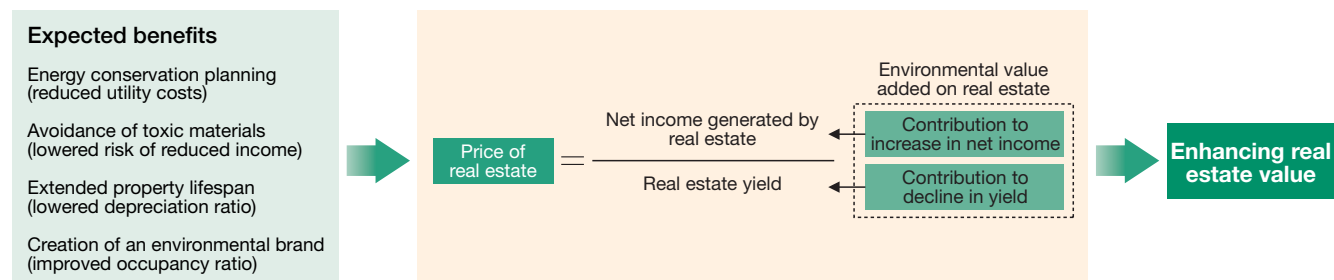 Expected benefits
Energy conservation planning
(reduced utility costs)
Avoidance of toxic materials
(lowered risk of reduced income)
Extended property lifespan
(lowered depreciation ratio)
Creation of an environmental brand
(improved occupancy ratio)
Price of
real estate
=
Net income generated by
real estate
Real estate yield
Environmental value
added on real estate
Contribution to
increase in net income
Contribution to
decline in yield
Enhancing real
estate value